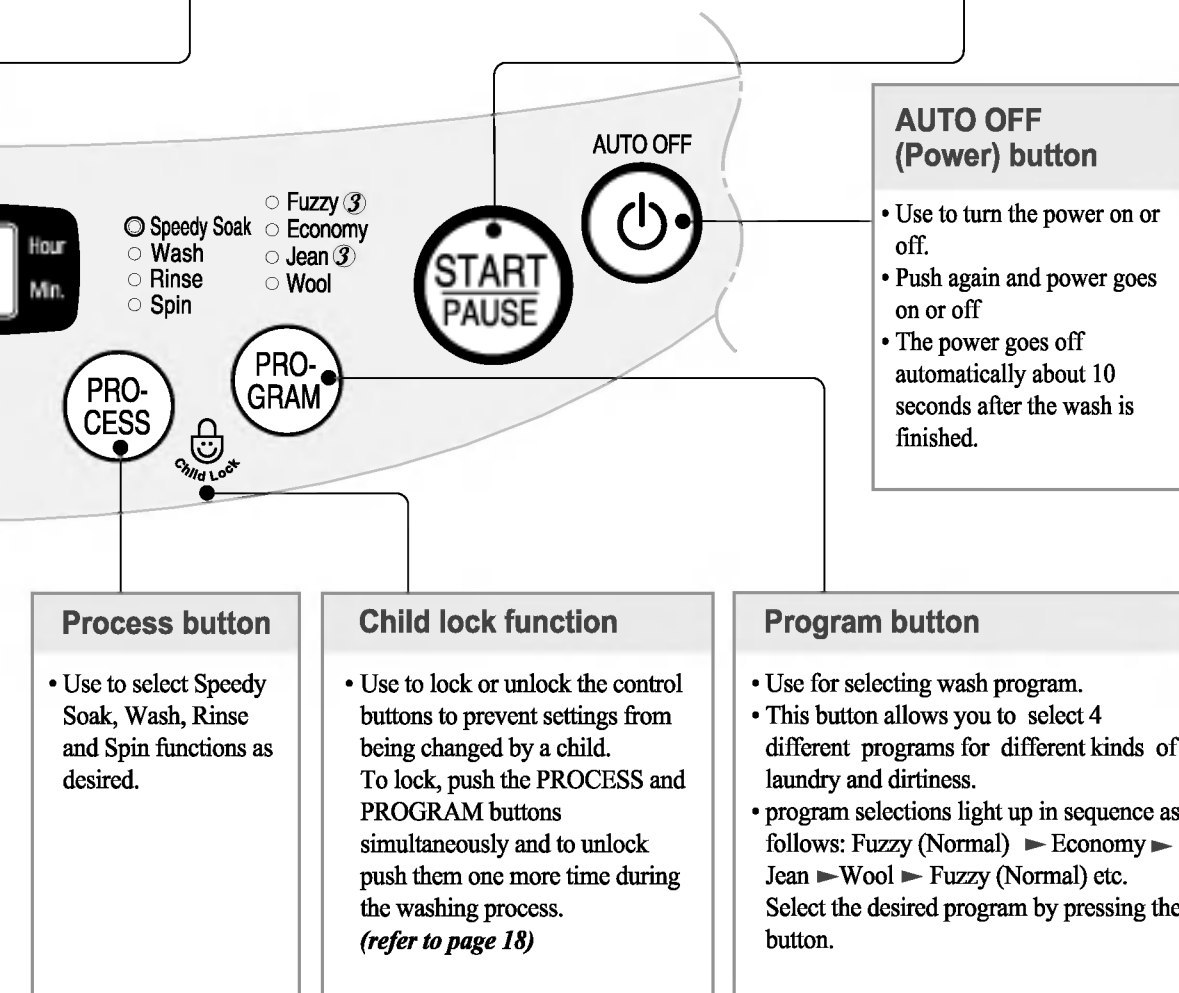 AUTO OFF
(Power) button
• Use to turn the power on or
off.
• Push again and power goes
on or off
• The power goes off
automatically about 10
seconds after the wash is
finished.
AUTO OFF
Hour
Min.
Speedy Soak
Wash
Rinse
Spin
Fuzzy 3
Economy
Jean 3
Wool
START
PAUSE
PRO-
CESS
PRO-
GRAM
Child Lock
Process button
• Use to select Speedy
Soak, Wash, Rinse
and Spin functions as
desired.
Child lock function
• Use to lock or unlock the control
buttons to prevent settings from
being changed by a child.
To lock, push the PROCESS and
PROGRAM buttons
simultaneously and to unlock
push them one more time during
the washing process.
(refer to page 18)
Program button
• Use for selecting wash program.
• This button allows you to select 4
different programs for different kinds of
laundry and dirtiness.
• program selections light up in sequence as
follows: Fuzzy (Normal) ► Economy ►
Jean ►Wool ► Fuzzy (Normal) etc.
Select the desired program by pressing the
button.